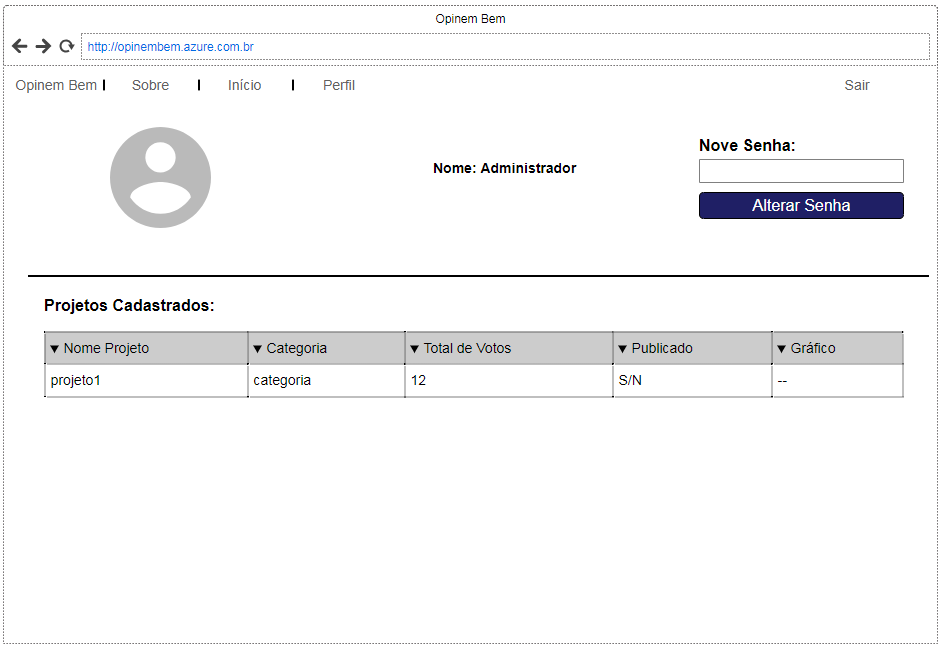 Opinem Bem
http://opinembem.azure.com.br
Opinem Bem Sobre Início Perfil Sair
Nome: Administrador
Nove Senha:
Alterar Senha
Projetos Cadastrados:
Nome Projeto Categoria Total de Votos Publicado Gráfico
projeto1 categoria 12 S/N --